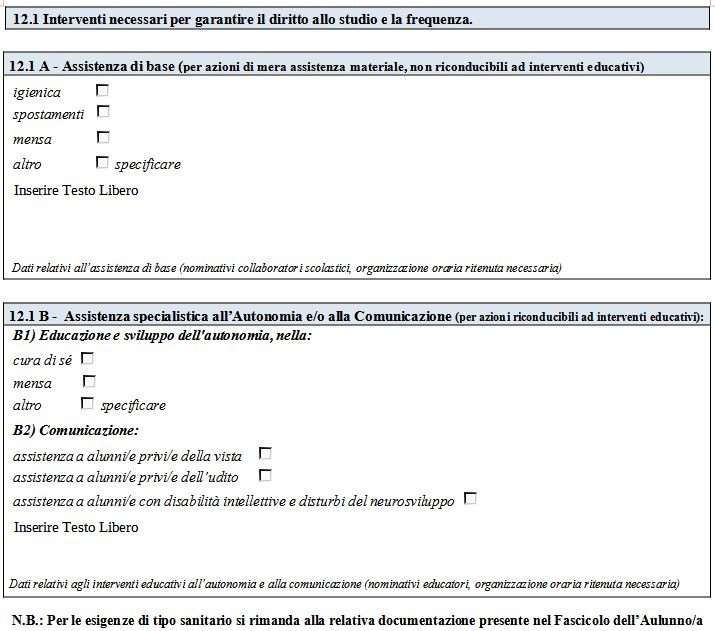 12.1 Interventi necessari per garantire il diritto allo studio e la frequenza.
12.1 A - Assistenza di base (per azioni di mera assistenza materiale, non riconducibili ad interventi educativi)
igienica
spostamenti
mensa
altro specificare
Inserire Testo Libero
Dati relativi all'assistenza di base (nominativi collaboratori scolastici, organizzazione oraria ritenuta necessaria)
12.1 B - Assistenza specialistica all'Autonomia e/o alla Comunicazione (per azioni riconducibili ad interventi educativi):
B1) Educazione e sviluppo dell'autonomia, nella:
cura di sé
mensa
altro specificare
B2) Comunicazione:
assistenza a alunni/e privi/e della vista
assistenza a alunni/e privi/e dell'udito
assistenza a alunni/e con disabilità intellettive e disturbi del neurosviluppo
Inserire Testo Libero
Dati relativi agli interventi educativi all'autonomia e alla comunicazione (nominativi educatori, organizzazione oraria ritenuta necessaria)
N.B.: Per le esigenze di tipo sanitario si rimanda alla relativa documentazione presente nel Fascicolo dell'Aulunno/a